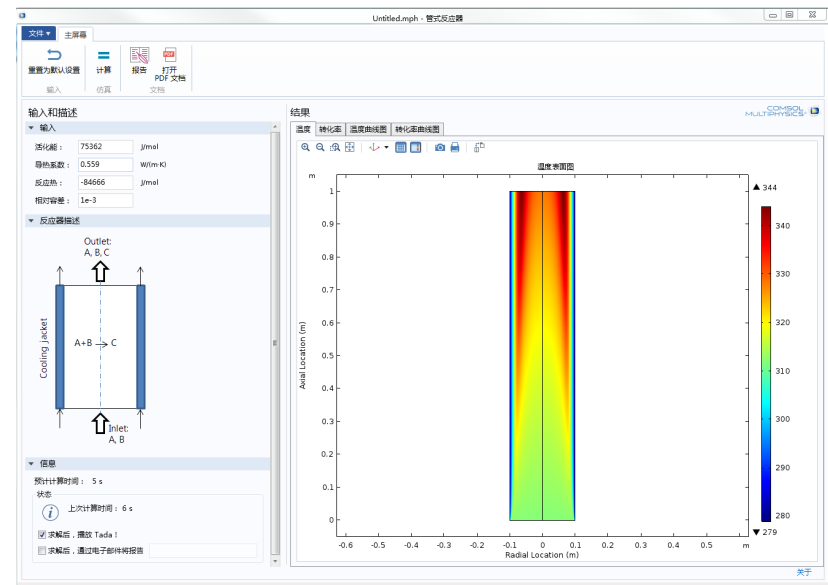 Untitled.mph - 管式反应器
文件▼ 主屏幕
重置为默认设置 计算 报告 打开 PDF 文档
输入 仿真 文档
输入和描述
▼ 输入
活化能： 75362 J/mol
导热系数： 0.559 W/(m·K)
反应热： -84666 J/mol
相对容差： 1e-3
▼ 反应器描述
Outlet:
A, B, C
Cooling jacket
A+B → C
Inlet:
A, B
▼ 信息
预计计算时间： 5 s
状态
上次计算时间：6 s
求解后，播放 Tada！
求解后，通过电子邮件将报告
结果
COMSOL
MULTIPHYSICS®
温度 转化率 温度曲线图 转化率曲线图
温度表面图
m
1
0.9
0.8
0.7
0.6
0.5
0.4
0.3
0.2
0.1
0
Axial Location (m)
-0.6 -0.5 -0.4 -0.3 -0.2 -0.1 0 0.1 0.2 0.3 0.4 0.5 m
Radial Location (m)
▲ 344
340
330
320
310
300
290
280
▼ 279
关于